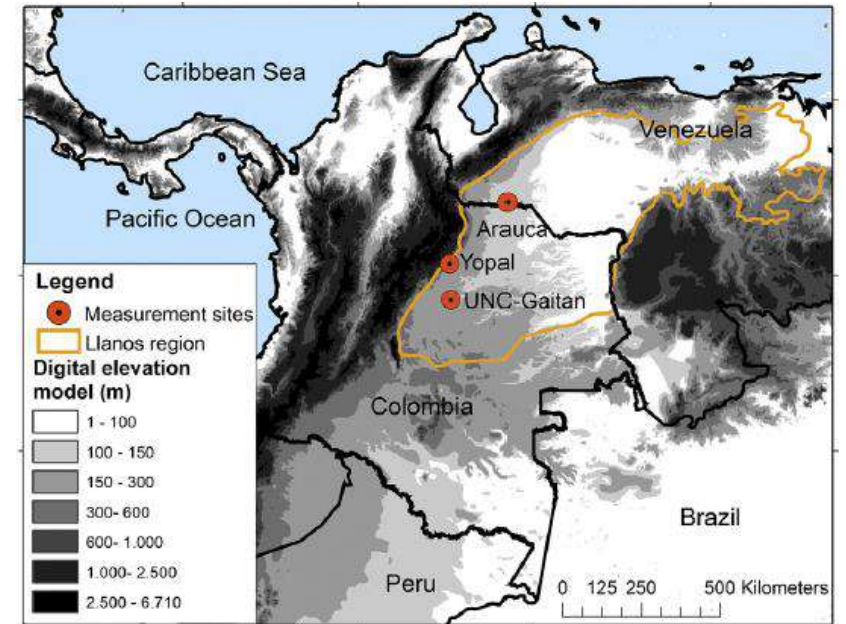 Caribbean Sea
Venezuela
Pacific Ocean
Arauca
Yopal
UNC-Gaitan
Legend
Measurement sites
Llanos region
Digital elevation
model (m)
1 - 100
100 - 150
150 - 300
300- 600
600- 1.000
1.000- 2.500
2.500 - 6.710
Colombia
Brazil
Peru
0 125 250 500 Kilometers